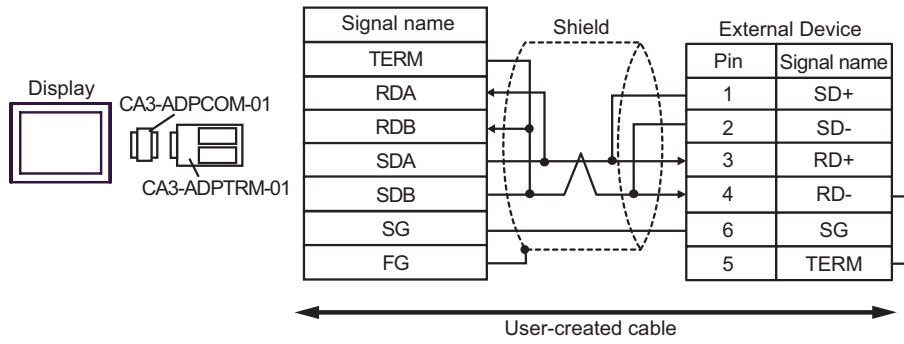 Display
CA3-ADPCOM-01
CA3-ADPTRM-01
Signal name
TERM
RDA
RDB
SDA
SDB
SG
FG
Shield
External Device
Pin Signal name
1 SD+
2 SD-
3 RD+
4 RD-
6 SG
5 TERM
User-created cable